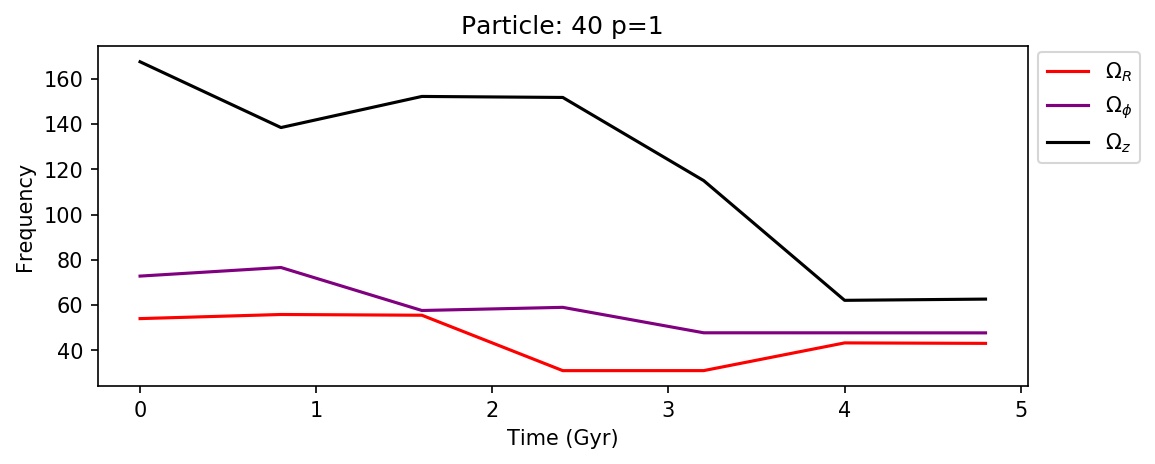 Particle: 40 p=1
Frequency
160
140
120
100
80
60
40
0 1 2 3 4 5
Time (Gyr)
Ω_R
Ω_ϕ
Ω_z